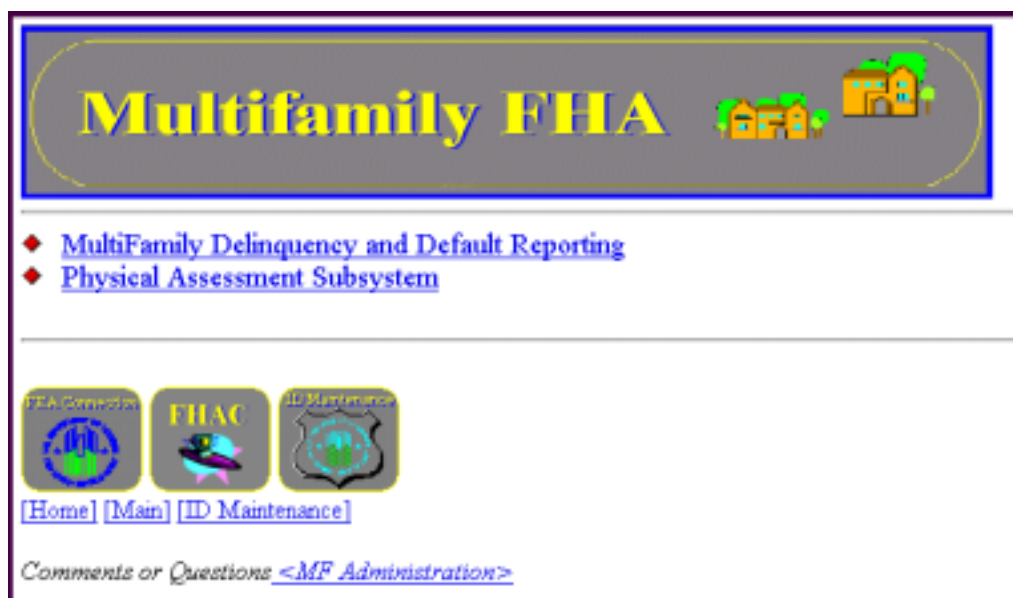 Multifamily FHA
MultiFamily Delinquency and Default Reporting
Physical Assessment Subsystem
FHA Connection
FHAC
ID Maintenance
[Home] [Main] [ID Maintenance]
Comments or Questions <MF Administration>